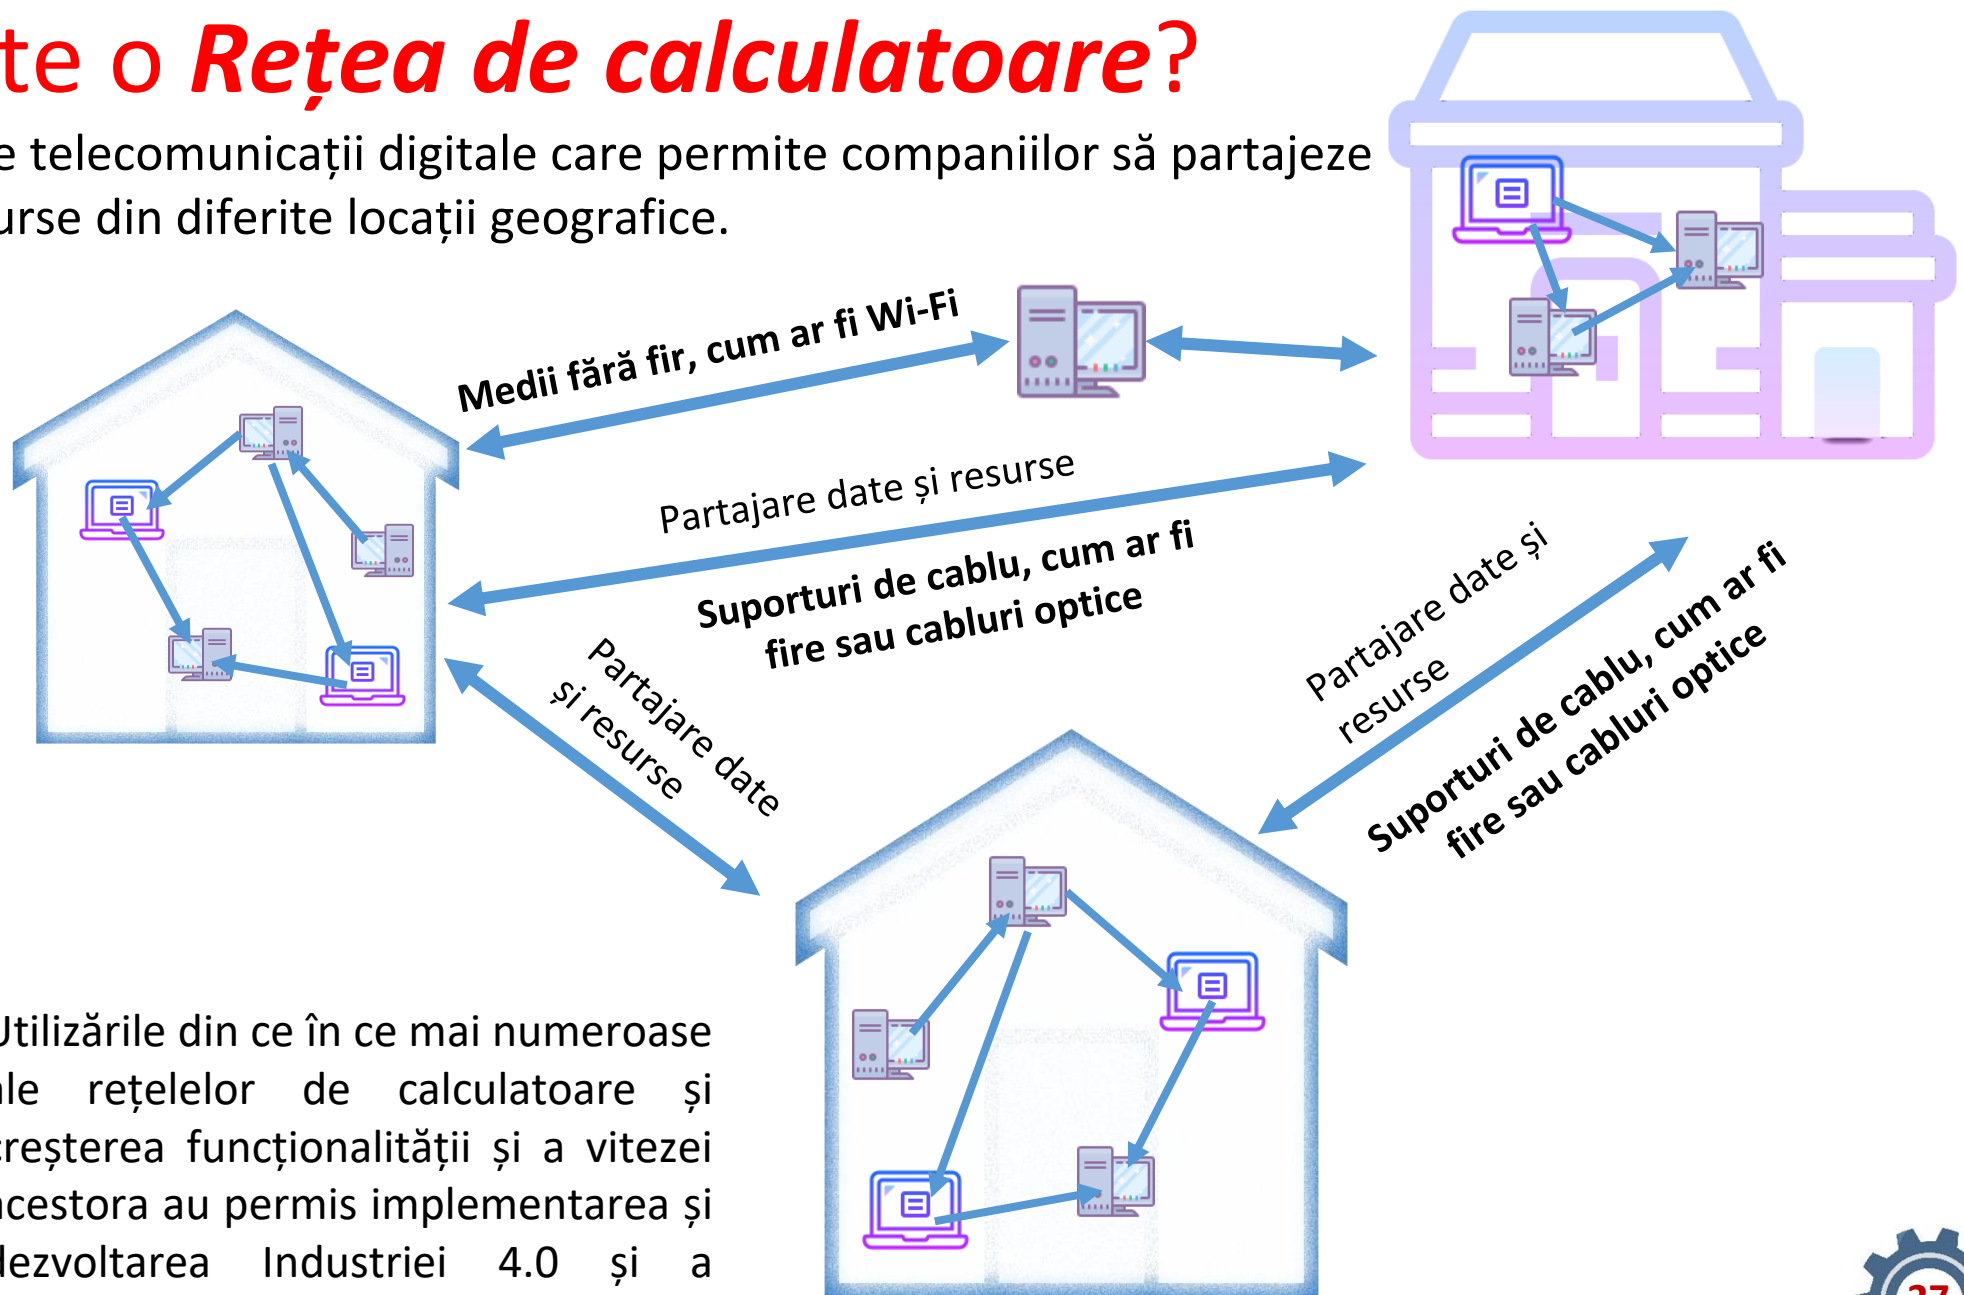 te o Rețea de calculatoare?
e telecomunicații digitale care permite companiilor să partajeze
urse din diferite locații geografice.
Medii fără fir, cum ar fi Wi-Fi
Partajare date și resurse
Suporturi de cablu, cum ar fi
fire sau cabluri optice
Partajare date
și resurse
Partajare date și
resurse
Suporturi de cablu, cum ar fi
fire sau cabluri optice
Utilizările din ce în ce mai numeroase
ale rețelelor de calculatoare și
creșterea funcționalității și a vitezei
acestora au permis implementarea și
dezvoltarea Industriei 4.0 și a
27